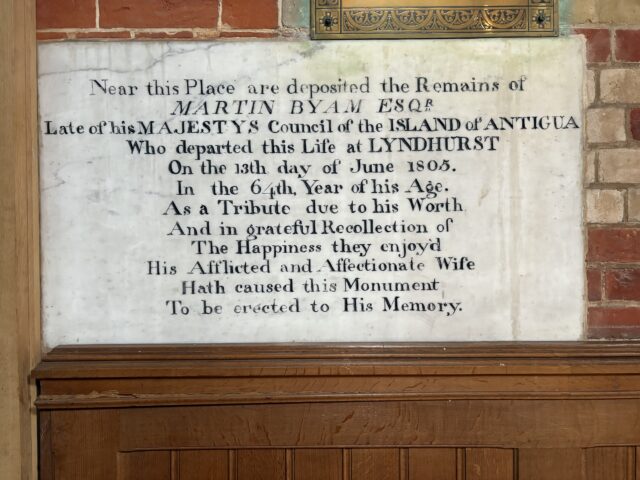 Near this Place are deposited the Remains of
MARTIN BYAM ESQR
Late of his MAJESTYS Council of the ISLAND of ANTIGUA
Who departed this Life at LYNDHURST
On the 13th day of June 1805.
In the 64th, Year of his Age.
As a Tribute due to his Worth
And in grateful Recollection of
The Happiness they enjoy'd
His Afflicted and Affectionate Wife
Hath caused this Monument
To be erected to His Memory.